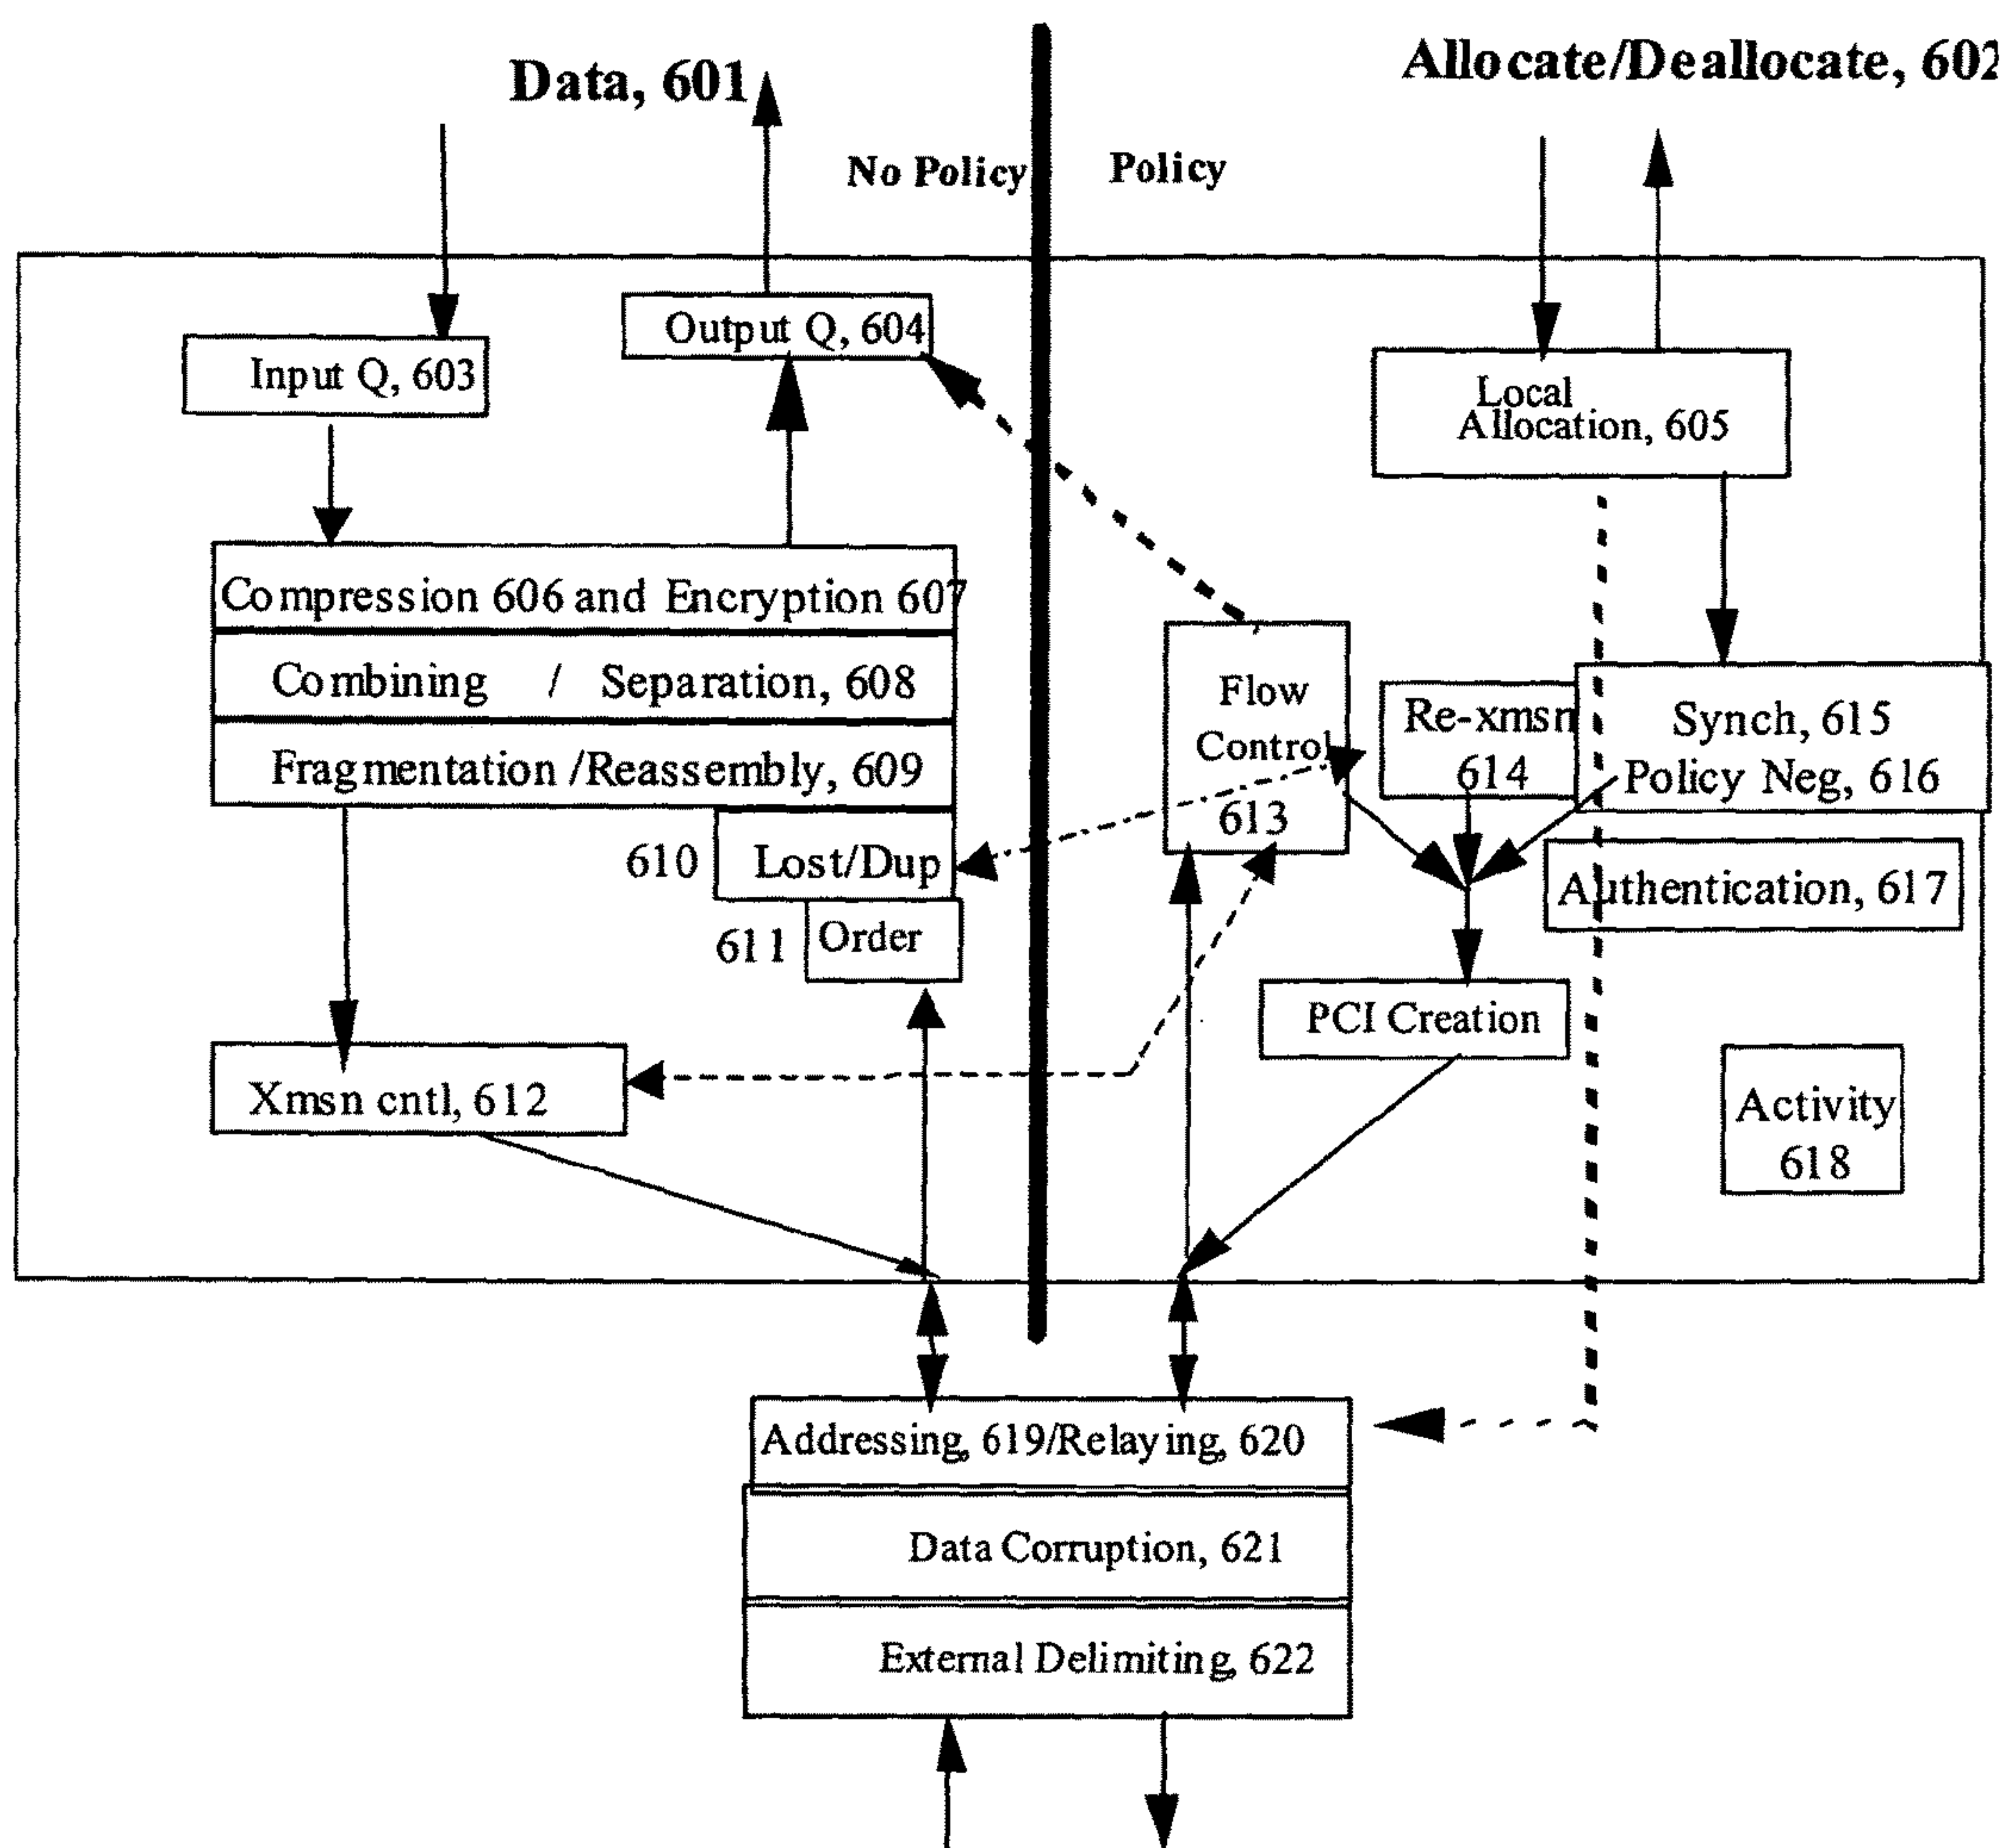 Data, 601
Allocate/Deallocate, 602
No Policy
Policy
Output Q, 604
Input Q, 603
Local
Allocation, 605
Compression 606 and Encryption 607
Combining / Separation, 608
Fragmentation /Reassembly, 609
610
Lost/Dup
611
Order
Xmsn cntl, 612
Flow
Control
613
Re-xmsn
614
Synch, 615
Policy Neg, 616
Authentication, 617
PCI Creation
Activity
618
Addressing, 619/Relaying, 620
Data Corruption, 621
External Delimiting, 622